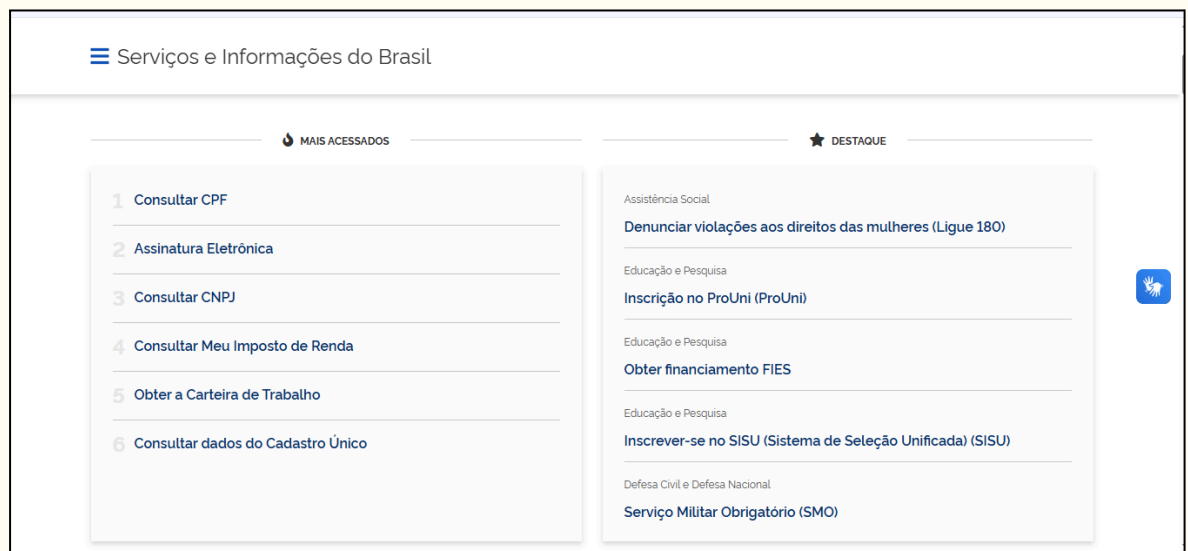 Serviços e Informações do Brasil
MAIS ACESSADOS
1 Consultar CPF
2 Assinatura Eletrônica
3 Consultar CNPJ
4 Consultar Meu Imposto de Renda
5 Obter a Carteira de Trabalho
6 Consultar dados do Cadastro Único
DESTAQUE
Assistência Social
Denunciar violações aos direitos das mulheres (Ligue 180)
Educação e Pesquisa
Inscrição no ProUni (ProUni)
Educação e Pesquisa
Obter financiamento FIES
Educação e Pesquisa
Inscrever-se no SISU (Sistema de Seleção Unificada) (SISU)
Defesa Civil e Defesa Nacional
Serviço Militar Obrigatório (SMO)